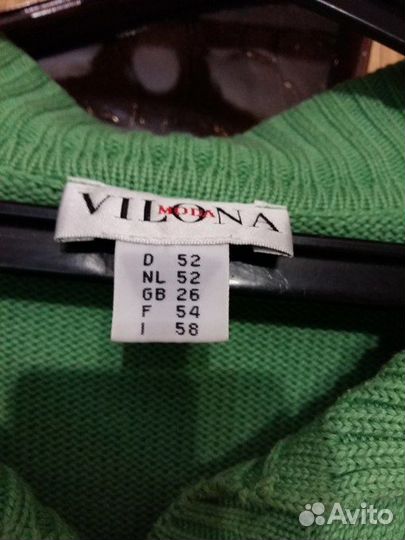 VILONA
MODA
D 52
NL 52
GB 26
F 54
I 58
Avito